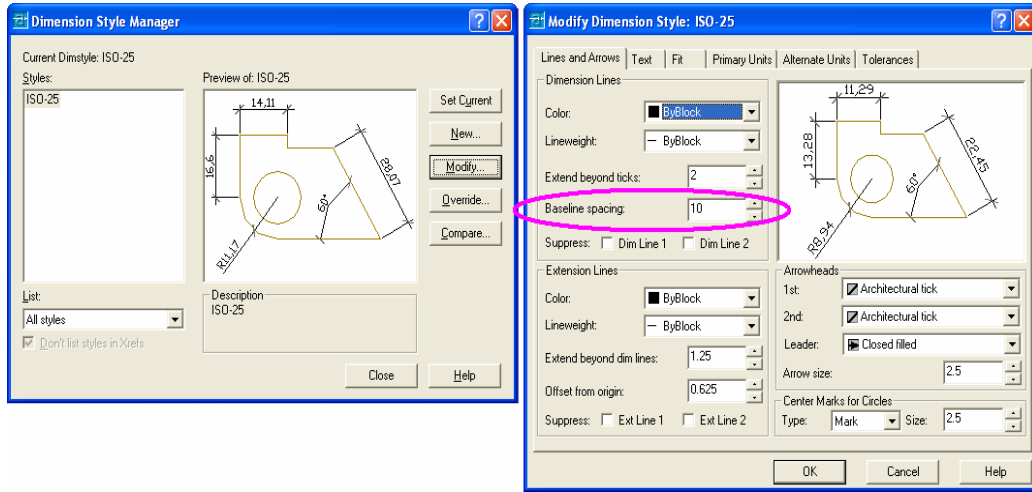 Dimension Style Manager
Current Dimstyle: ISO-25
Styles:
ISO-25
Preview of: ISO-25
14,11
16,6
28,07
60°
R11,17
Set Current
New...
Modify...
Override...
Compare...
List:
All styles
Don't list styles in Xrefs
Description
ISO-25
Close
Help
Modify Dimension Style: ISO-25
Lines and Arrows Text Fit Primary Units Alternate Units Tolerances
Dimension Lines
Color: ByBlock
Lineweight: ByBlock
Extend beyond ticks: 2
Baseline spacing: 10
Suppress: Dim Line 1 Dim Line 2
11,29
13,28
22,45
60°
R8,94
Extension Lines
Color: ByBlock
Lineweight: ByBlock
Extend beyond dim lines: 1.25
Offset from origin: 0.625
Suppress: Ext Line 1 Ext Line 2
Arrowheads
1st: Architectural tick
2nd: Architectural tick
Leader: Closed filled
Arrow size: 2.5
Center Marks for Circles
Type: Mark Size: 2.5
OK Cancel Help